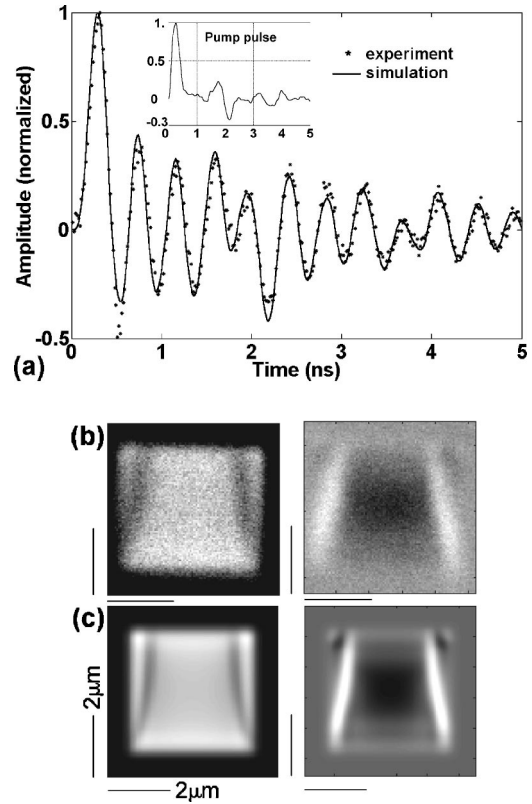 1
0.5
0
-0.5
Amplitude (normalized)
Pump pulse
1
0.5
0
-0.3
0 1 2 3 4 5
experiment
simulation
0 1 2 3 4 5
Time (ns)
(a)
(b)
(c)
2μm
2μm